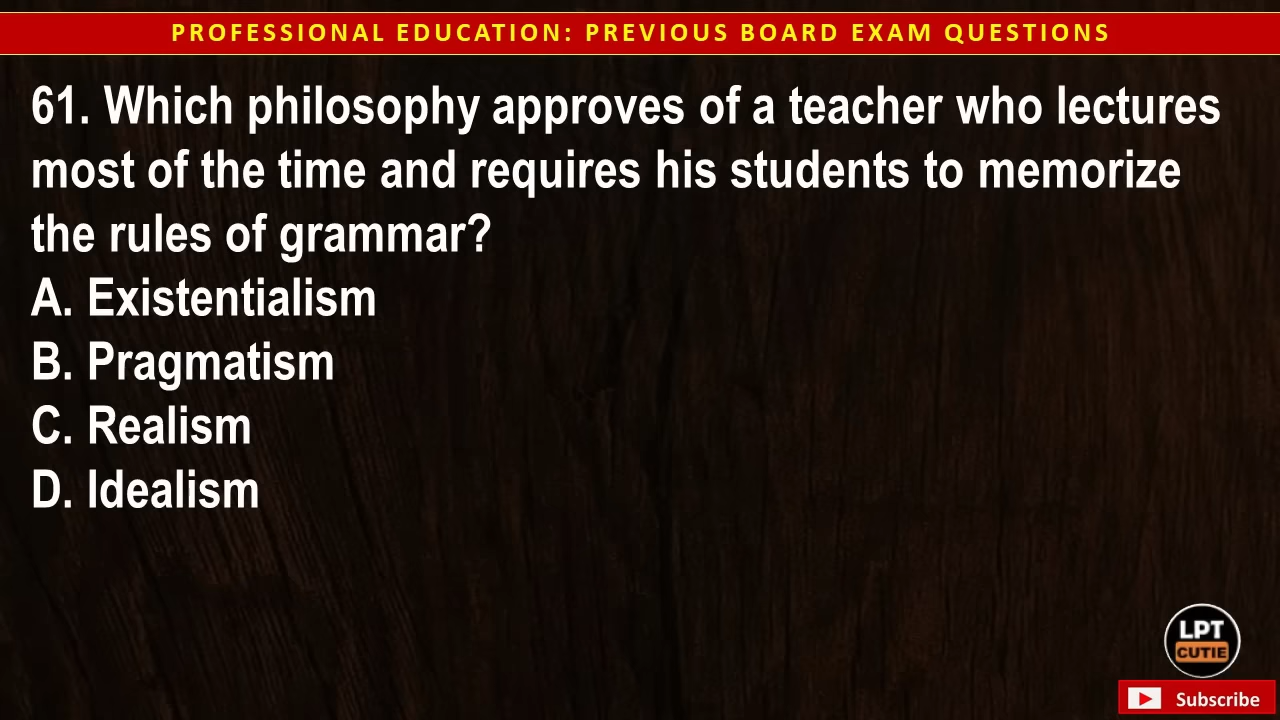 PROFESSIONAL EDUCATION: PREVIOUS BOARD EXAM QUESTIONS
61. Which philosophy approves of a teacher who lectures
most of the time and requires his students to memorize
the rules of grammar?
A. Existentialism
B. Pragmatism
C. Realism
D. Idealism
LPT
CUTIE
Subscribe